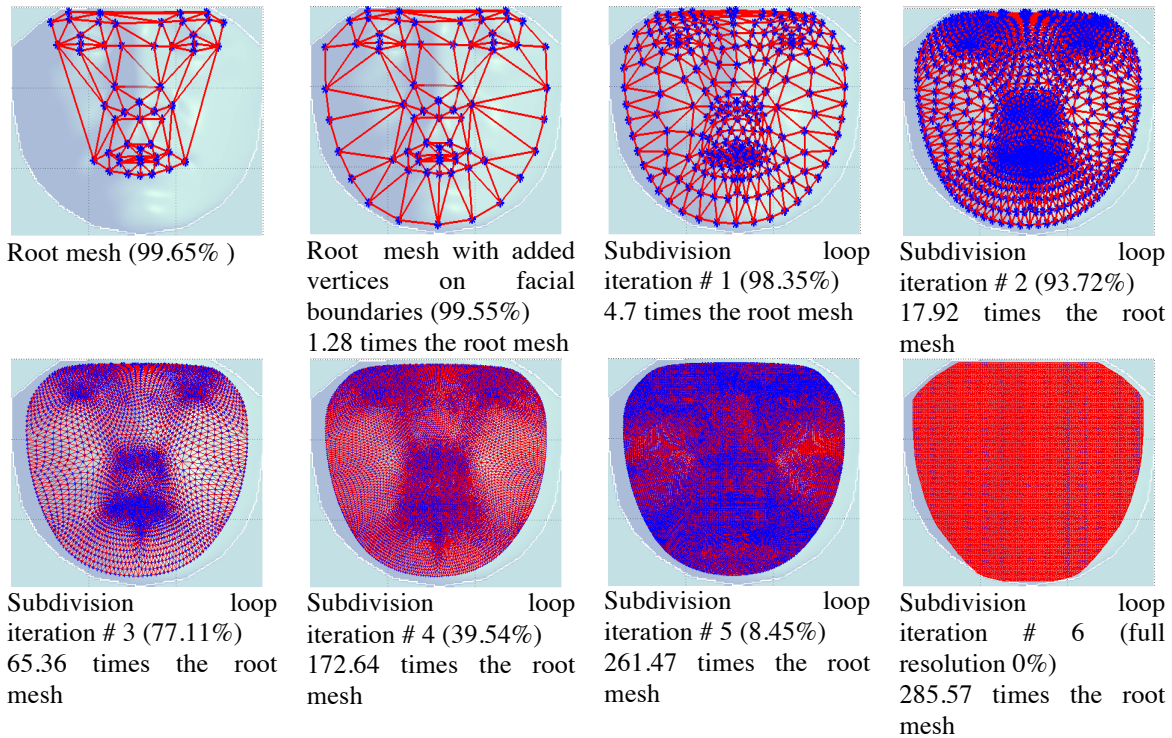 Root mesh (99.65% )
Root mesh with added
vertices on facial
boundaries (99.55%)
1.28 times the root mesh
Subdivision loop
iteration # 1 (98.35%)
4.7 times the root mesh
Subdivision loop
iteration # 2 (93.72%)
17.92 times the root
mesh
Subdivision loop
iteration # 3 (77.11%)
65.36 times the root
mesh
Subdivision loop
iteration # 4 (39.54%)
172.64 times the root
mesh
Subdivision loop
iteration # 5 (8.45%)
261.47 times the root
mesh
Subdivision loop
iteration # 6 (full
resolution 0%)
285.57 times the root
mesh